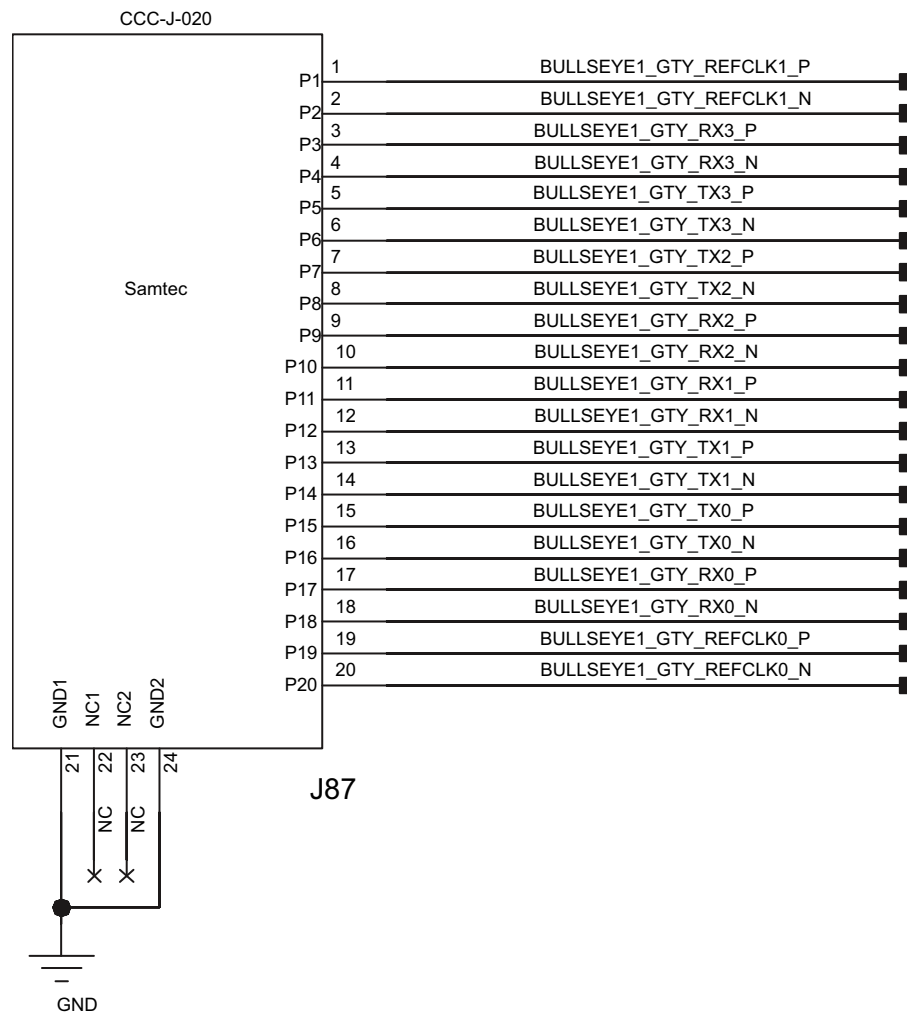 CCC-J-020
P1 1 BULLSEYE1_GTY_REFCLK1_P
P2 2 BULLSEYE1_GTY_REFCLK1_N
P3 3 BULLSEYE1_GTY_RX3_P
P4 4 BULLSEYE1_GTY_RX3_N
P5 5 BULLSEYE1_GTY_TX3_P
P6 6 BULLSEYE1_GTY_TX3_N
P7 7 BULLSEYE1_GTY_TX2_P
Samtec
P8 8 BULLSEYE1_GTY_TX2_N
P9 9 BULLSEYE1_GTY_RX2_P
P10 10 BULLSEYE1_GTY_RX2_N
P11 11 BULLSEYE1_GTY_RX1_P
P12 12 BULLSEYE1_GTY_RX1_N
P13 13 BULLSEYE1_GTY_TX1_P
P14 14 BULLSEYE1_GTY_TX1_N
P15 15 BULLSEYE1_GTY_TX0_P
P16 16 BULLSEYE1_GTY_TX0_N
P17 17 BULLSEYE1_GTY_RX0_P
P18 18 BULLSEYE1_GTY_RX0_N
P19 19 BULLSEYE1_GTY_REFCLK0_P
P20 20 BULLSEYE1_GTY_REFCLK0_N
GND1
NC1
NC2
GND2
21
22
23
24
J87
NC
NC
GND